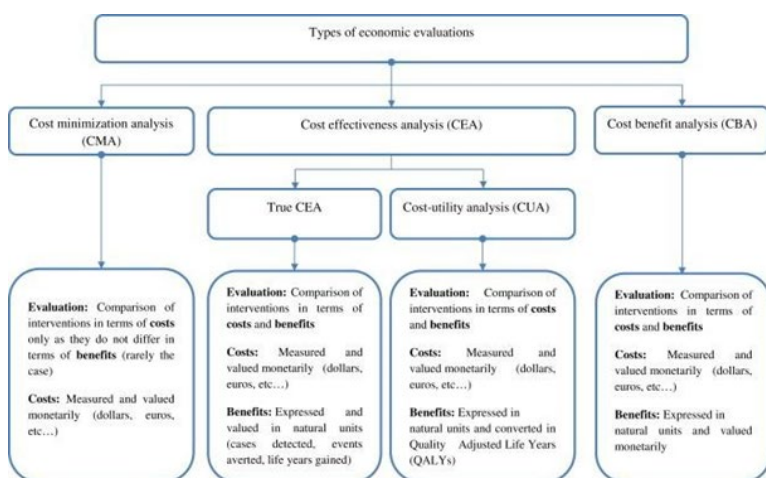 Types of economic evaluations
Cost minimization analysis
(CMA)
Cost effectiveness analysis (CEA)
Cost benefit analysis (CBA)
True CEA
Cost-utility analysis (CUA)
Evaluation: Comparison of
interventions in terms of costs
only as they do not differ in
terms of benefits (rarely the
case)
Costs: Measured and valued
monetarily (dollars, euros,
etc…)
Evaluation: Comparison of
interventions in terms of
costs and benefits
Costs: Measured and
valued monetarily (dollars,
euros, etc…)
Benefits: Expressed and
valued in natural units
(cases detected, events
averted, life years gained)
Evaluation: Comparison of
interventions in terms of costs
and benefits
Costs: Measured and
valued monetarily (dollars,
euros, etc…)
Benefits: Expressed in
natural units and converted in
Quality Adjusted Life Years
(QALYs)
Evaluation: Comparison of
interventions in terms of
costs and benefits
Costs: Measured and
valued monetarily (dollars,
euros, etc…)
Benefits: Expressed in
natural units and valued
monetarily